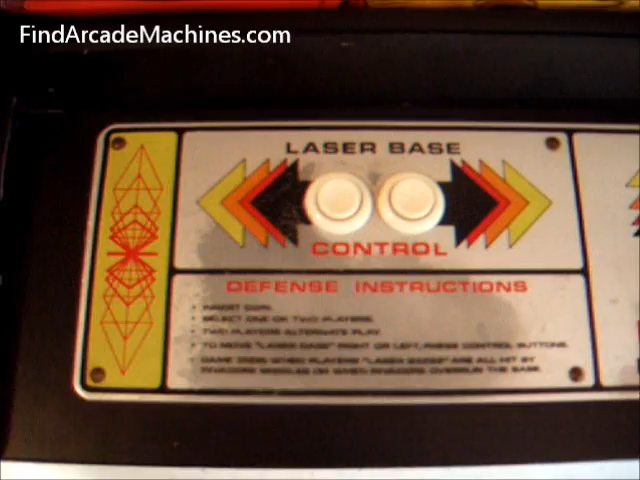 FindArcadeMachines.com
LASER BASE
CONTROL
DEFENSE INSTRUCTIONS
• INSERT COIN.
• SELECT ONE OR TWO PLAYERS.
• TWO PLAYERS ALTERNATE PLAY.
• TO MOVE "LASER BASE" RIGHT OR LEFT, PRESS CONTROL BUTTONS.
GAME OVER WHEN PLAYERS "LASER BASES" ARE ALL HIT BY
INVADERS MISSILES OR WHEN INVADERS OVERRUN THE BASE.